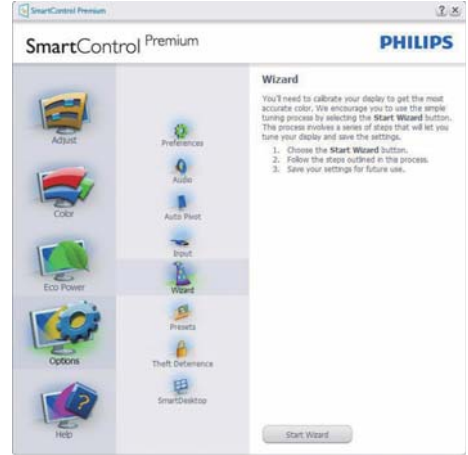 SmartControl Premium
? ×
SmartControl Premium
PHILIPS
Adjust
Color
Eco Power
Options
Help
Preferences
Audio
Auto Pivot
Input
Wizard
Presets
Theft Deterrence
SmartDesktop
Wizard
You'll need to calibrate your display to get the most
accurate color. We encourage you to use the simple
tuning process by selecting the Start Wizard button.
The process involves a series of steps that will let you
tune your display and save the settings.
1. Choose the Start Wizard button.
2. Follow the steps outlined in the process.
3. Save your settings for future use.
Start Wizard